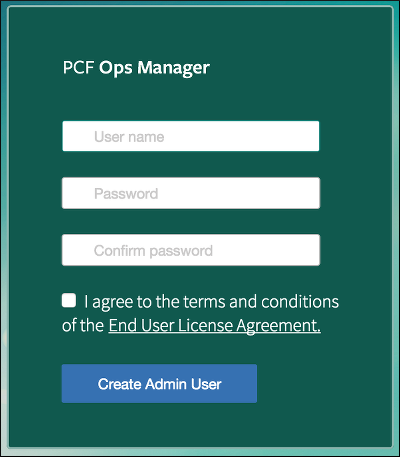 PCF Ops Manager
User name
Password
Confirm password
I agree to the terms and conditions
of the End User License Agreement.
Create Admin User